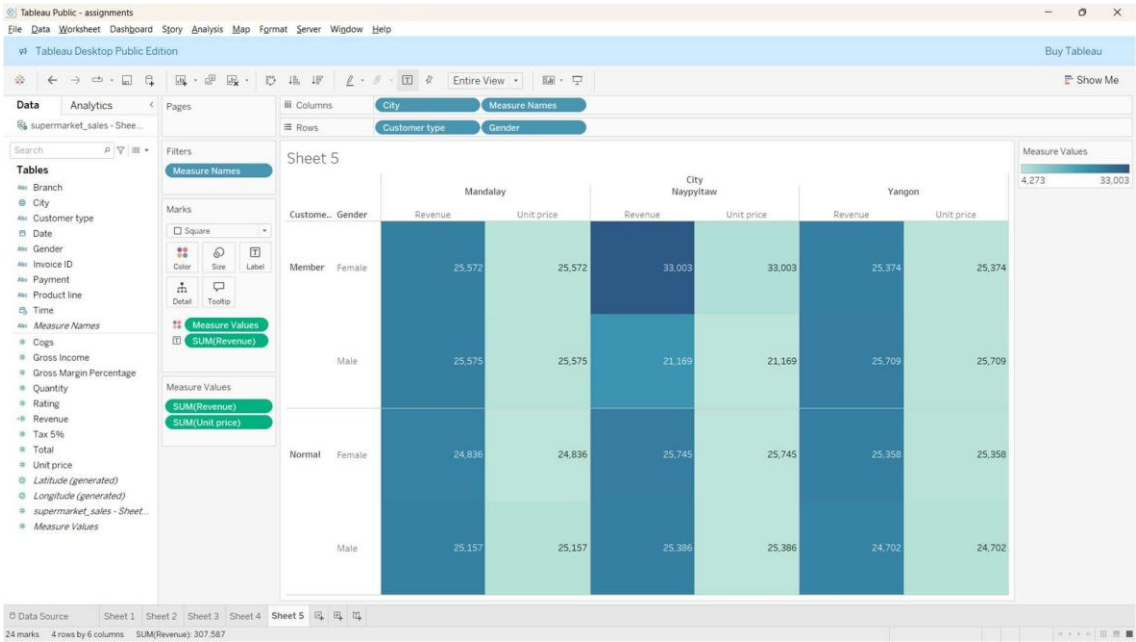 Tableau Public - assignments
File Data Worksheet Dashboard Story Analysis Map Format Server Window Help
Tableau Desktop Public Edition
Buy Tableau
Entire View
Show Me
Data Analytics
supermarket_sales - Shee...
Search
Tables
Abc Branch
City
Abc Customer type
Date
Abc Gender
Abc Invoice ID
Abc Payment
Abc Product line
Time
Abc Measure Names
# Cogs
# Gross Income
# Gross Margin Percentage
# Quantity
# Rating
=# Revenue
# Tax 5%
# Total
# Unit price
Latitude (generated)
Longitude (generated)
# supermarket_sales - Sheet...
# Measure Values
Pages
Filters
Measure Names
Marks
Square
Color Size Label
Detail Tooltip
Measure Values
SUM(Revenue)
Measure Values
SUM(Revenue)
SUM(Unit price)
Columns City Measure Names
Rows Customer type Gender
Sheet 5
City
Mandalay Naypyitaw Yangon
Custome.. Gender Revenue Unit price Revenue Unit price Revenue Unit price
Member Female 25,572 25,572 33,003 33,003 25,374 25,374
Male 25,575 25,575 21,169 21,169 25,709 25,709
Normal Female 24,836 24,836 25,745 25,745 25,358 25,358
Male 25,157 25,157 25,386 25,386 24,702 24,702
Measure Values
4,273 33,003
Data Source Sheet 1 Sheet 2 Sheet 3 Sheet 4 Sheet 5
24 marks 4 rows by 6 columns SUM(Revenue): 307,587